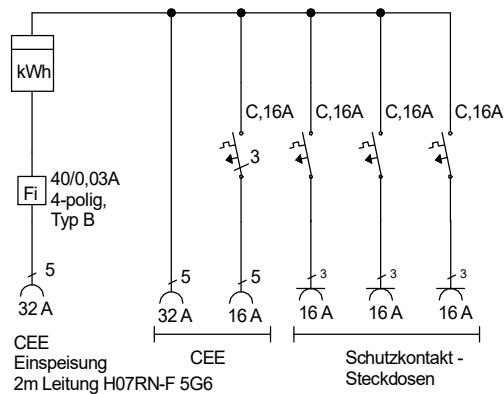 kWh
C,16A C,16A C,16A C,16A
3
Fi
40/0,03A
4-polig,
Typ B
5 5 5 3 3 3
32 A 32 A 16 A 16 A 16 A 16 A
CEE
Einspeisung
2m Leitung H07RN-F 5G6
CEE
Schutzkontakt -
Steckdosen